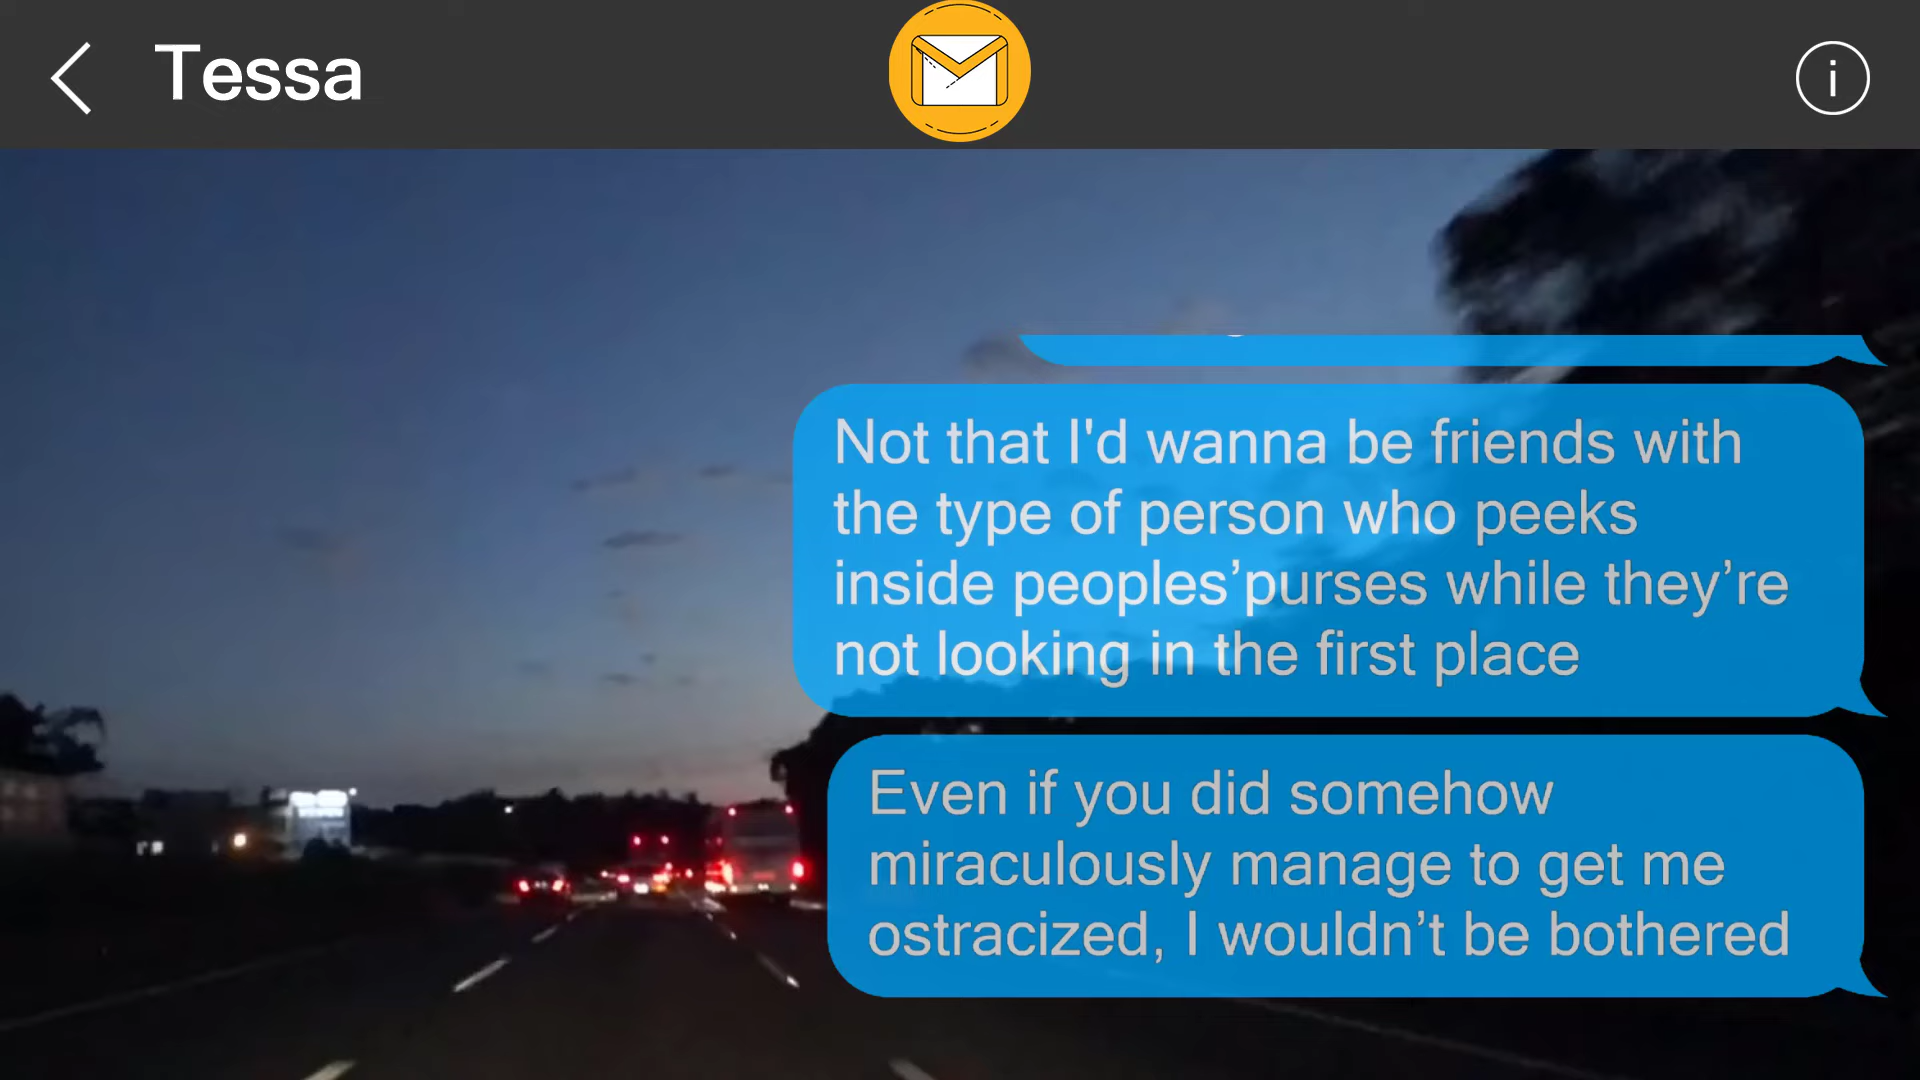 Tessa
i
Not that I'd wanna be friends with
the type of person who peeks
inside peoples’purses while they’re
not looking in the first place
Even if you did somehow
miraculously manage to get me
ostracized, I wouldn’t be bothered